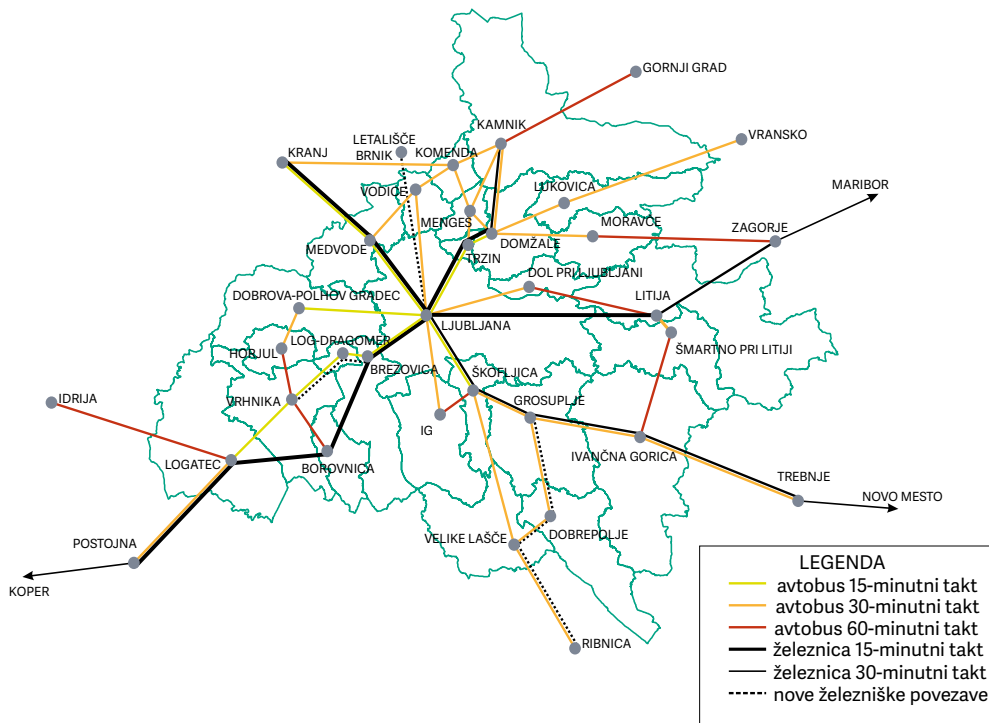 GORNJI GRAD
KAMNIK
VRANSKO
LETALIŠČE
BRNIK
KOMENDA
KRANJ
VODICE
LUKOVICA
MARIBOR
MENGEŠ
MORAVČE
ZAGORJE
MEDVODE
DOMŽALE
TRZIN
DOL PRI LJUBLJANI
DOBROVA-POLHOV GRADEC
LITIJA
LJUBLJANA
LOG-DRAGOMER
HORJUL
BREZOVICA
ŠMARTNO PRI LITIJI
ŠKOFLJICA
IDRIJA
VRHNIKA
GROSUPLJE
IG
IVANČNA GORICA
LOGATEC
BOROVNICA
TREBNJE
NOVO MESTO
POSTOJNA
VELIKE LAŠČE
DOBREPOLJE
KOPER
RIBNICA
LEGENDA
avtobus 15-minutni takt
avtobus 30-minutni takt
avtobus 60-minutni takt
železnica 15-minutni takt
železnica 30-minutni takt
nove železniške povezave